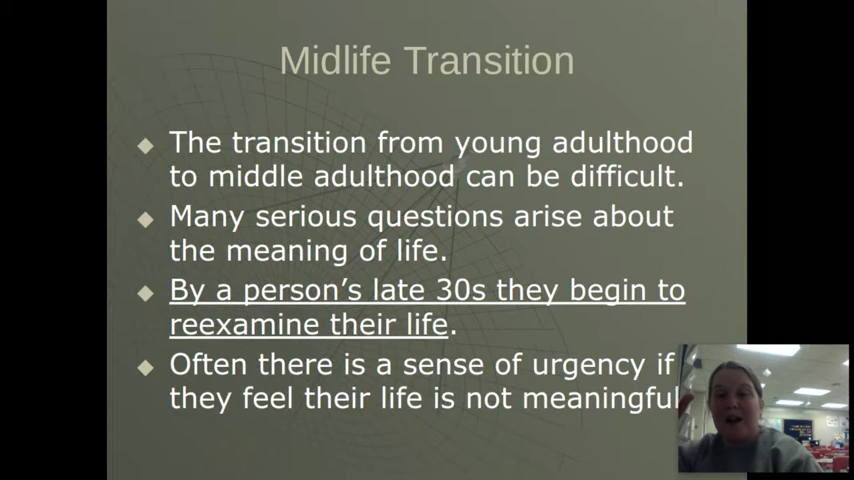 Midlife Transition
The transition from young adulthood
to middle adulthood can be difficult.
Many serious questions arise about
the meaning of life.
By a person's late 30s they begin to
reexamine their life.
Often there is a sense of urgency if
they feel their life is not meaningful